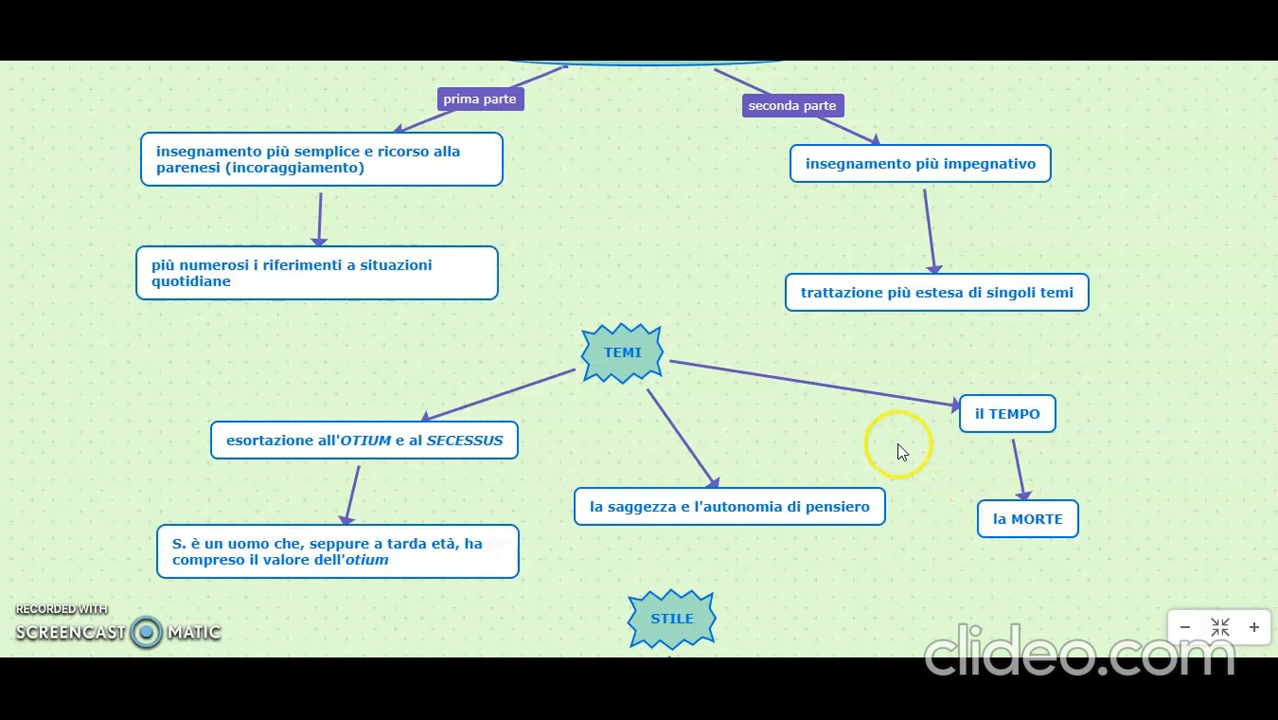 prima parte
seconda parte
insegnamento più semplice e ricorso alla
parenesi (incoraggiamento)
insegnamento più impegnativo
più numerosi i riferimenti a situazioni
quotidiane
trattazione più estesa di singoli temi
TEMI
il TEMPO
esortazione all'OTIUM e al SECESSUS
la saggezza e l'autonomia di pensiero
la MORTE
S. è un uomo che, seppure a tarda età, ha
compreso il valore dell'otium
STILE
RECORDED WITH
SCREENCAST MATIC
clideo.com